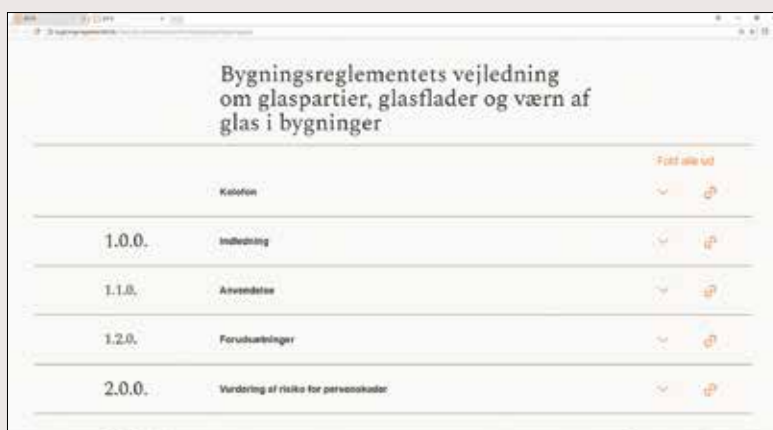 Bygningsreglementets vejledning
om glaspartier, glasflader og værn af
glas i bygninger
Fold alle ud
Kolofon
1.0.0. Indledning
1.1.0. Anvendelse
1.2.0. Forudsætninger
2.0.0. Vurdering af risiko for personskader